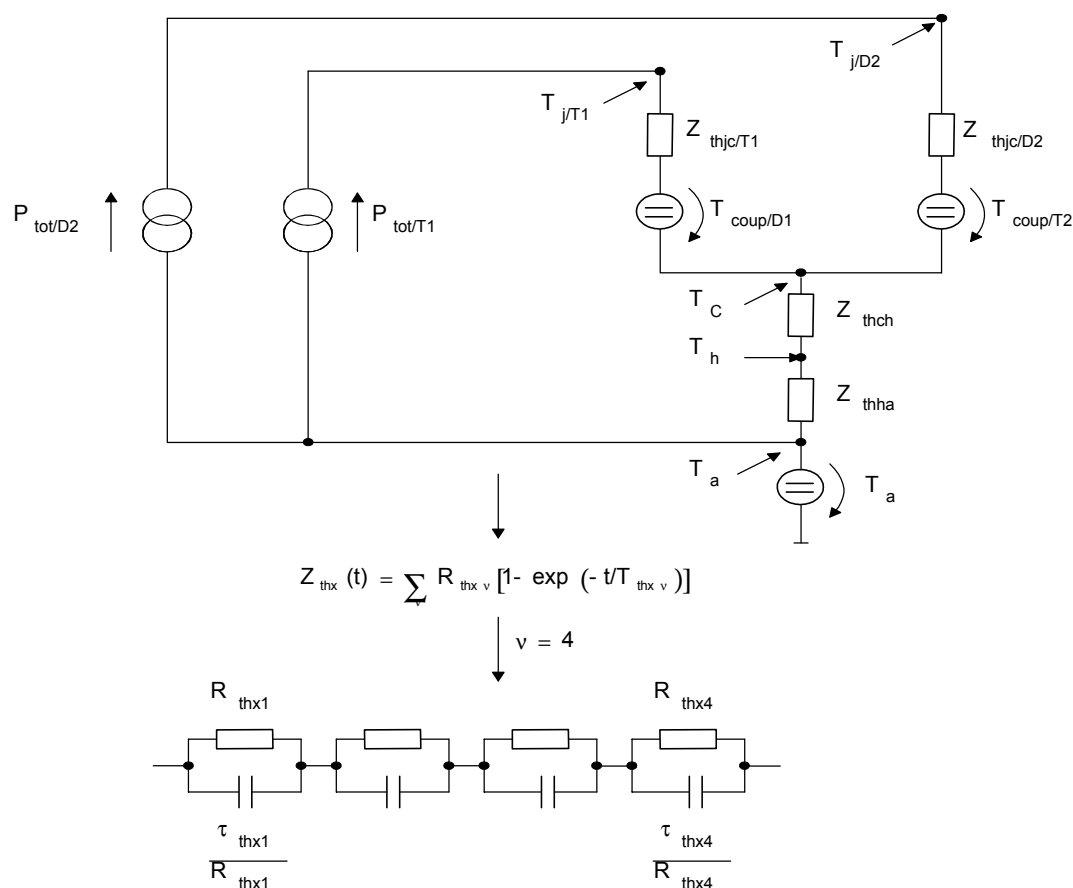 T j/D2
T j/T1
Z thjc/T1
Z thjc/D2
P tot/D2
P tot/T1
T coup/D1
T coup/T2
T C
Z thch
T h
Z thha
T a
T a
Z thx (t) = ∑ν R thx ν [1- exp (- t/T thx ν )]
ν = 4
R thx1
R thx4
τ thx1
τ thx4
R thx1
R thx4